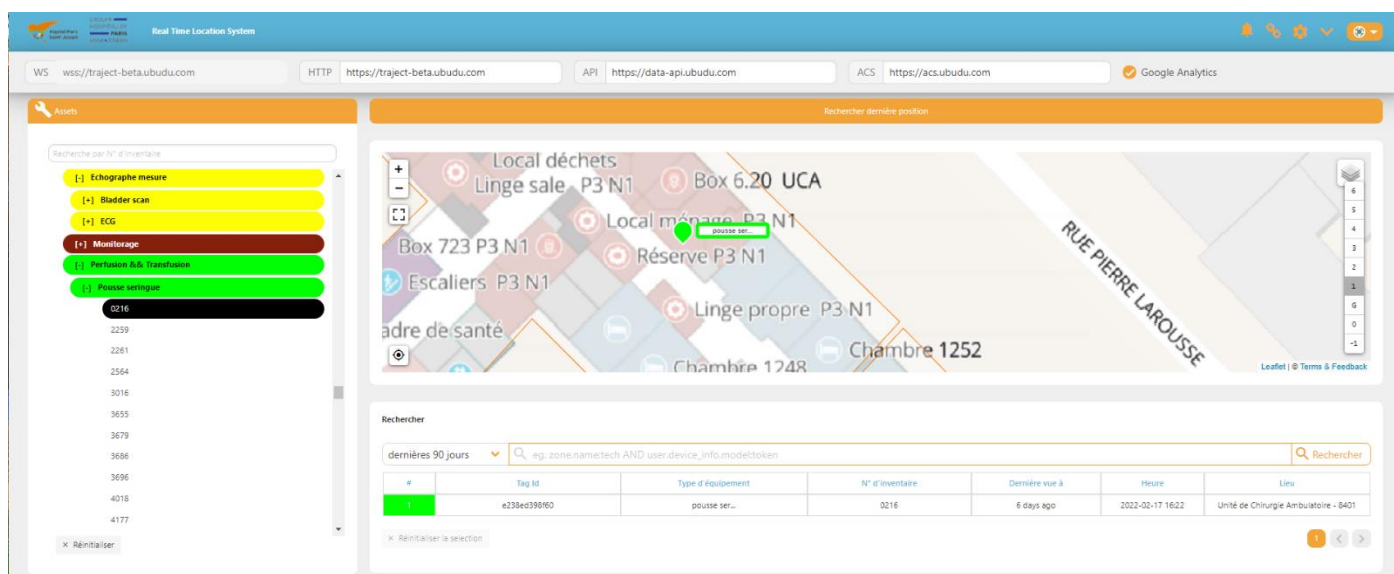 Real Time Location System
WS wss://traject-beta.ubudu.com
HTTP https://traject-beta.ubudu.com
API https://data-api.ubudu.com
ACS https://acs.ubudu.com
Google Analytics
Assets
Recherche par N° d'inventaire
[-] Echographe mesure
[+] Bladder scan
[+] ECG
[+] Monitorage
[-] Perfusion && Transfusion
[-] Pousse seringue
0216
2259
2261
2564
3016
3655
3679
3686
3696
4018
4177
× Réinitialiser
Rechercher dernière position
+
−
Local déchets
Linge sale P3 N1
Box 6.20 UCA
Local ménage P3 N1
pousse ser...
Box 723 P3 N1
Réserve P3 N1
Escaliers P3 N1
Linge propre P3 N1
adre de santé
Chambre 1252
Chambre 1248
RUE PIERRE LAROUSSE
6
5
4
3
2
1
G
0
-1
Leaflet | © Terms & Feedback
Rechercher
dernières 90 jours
eg: zone.name:tech AND user.device_info.model:token
Rechercher
# Tag Id Type d'équipement N° d'inventaire Dernière vue à Heure Lieu
1 e238ed398f60 pousse ser... 0216 6 days ago 2022-02-17 16:22 Unité de Chirurgie Ambulatoire - 8401
× Réinitialiser la selection
1 < >